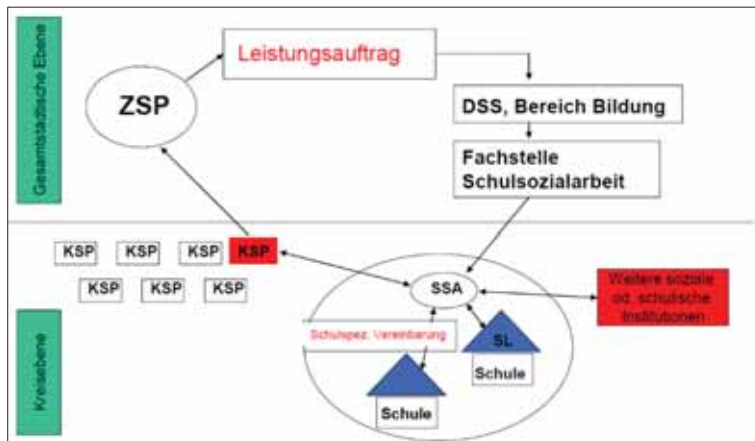 Gesamtstädtische Ebene
Leistungsauftrag
ZSP
DSS, Bereich Bildung
Fachstelle
Schulsozialarbeit
KSP
KSP
KSP
KSP
KSP
KSP
KSP
SSA
Weitere soziale
od. schulische
Institutionen
Schulspez. Vereinbarung
SL
Schule
Schule
Kreisebene